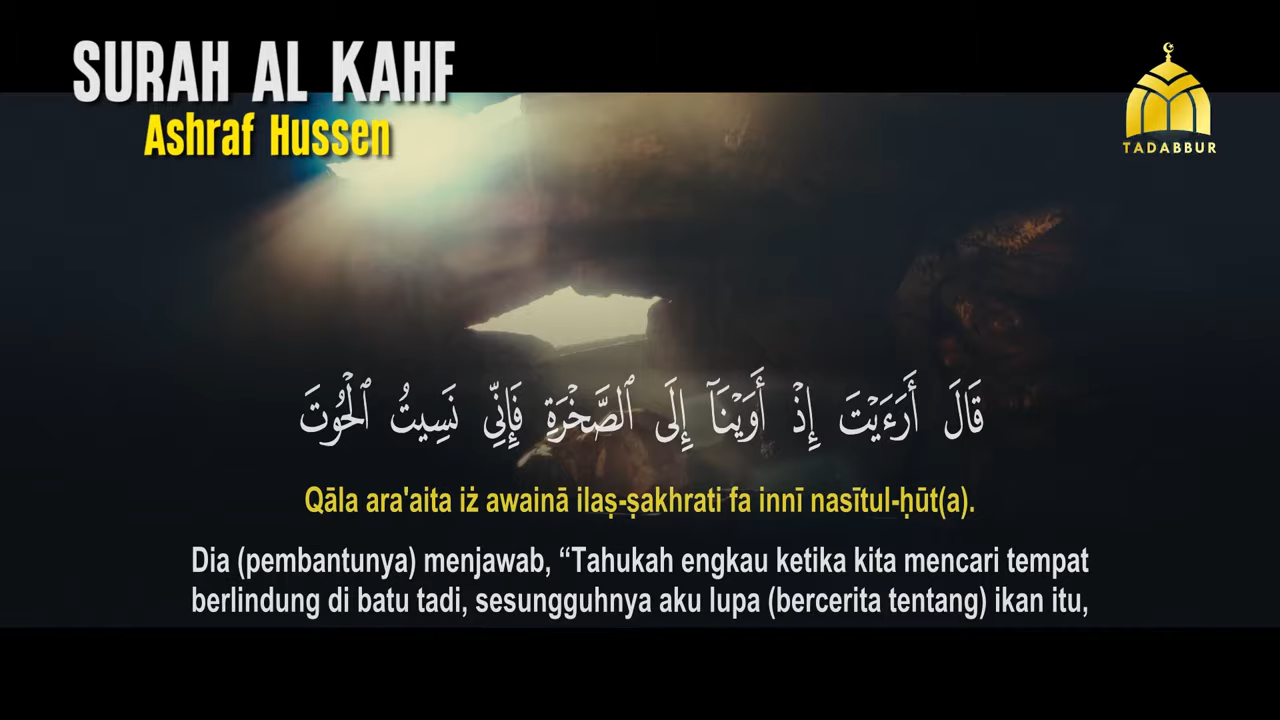 SURAH AL KAHF
Ashraf Hussen
TADABBUR
قَالَ أَرَءَيْتَ إِذْ أَوَيْنَآ إِلَى ٱلصَّخْرَةِ فَإِنِّى نَسِيتُ ٱلْحُوتَ
Qāla ara'aita iż awainā ilaṣ-ṣakhrati fa innī nasītul-ḥūt(a).
Dia (pembantunya) menjawab, “Tahukah engkau ketika kita mencari tempat
berlindung di batu tadi, sesungguhnya aku lupa (bercerita tentang) ikan itu,